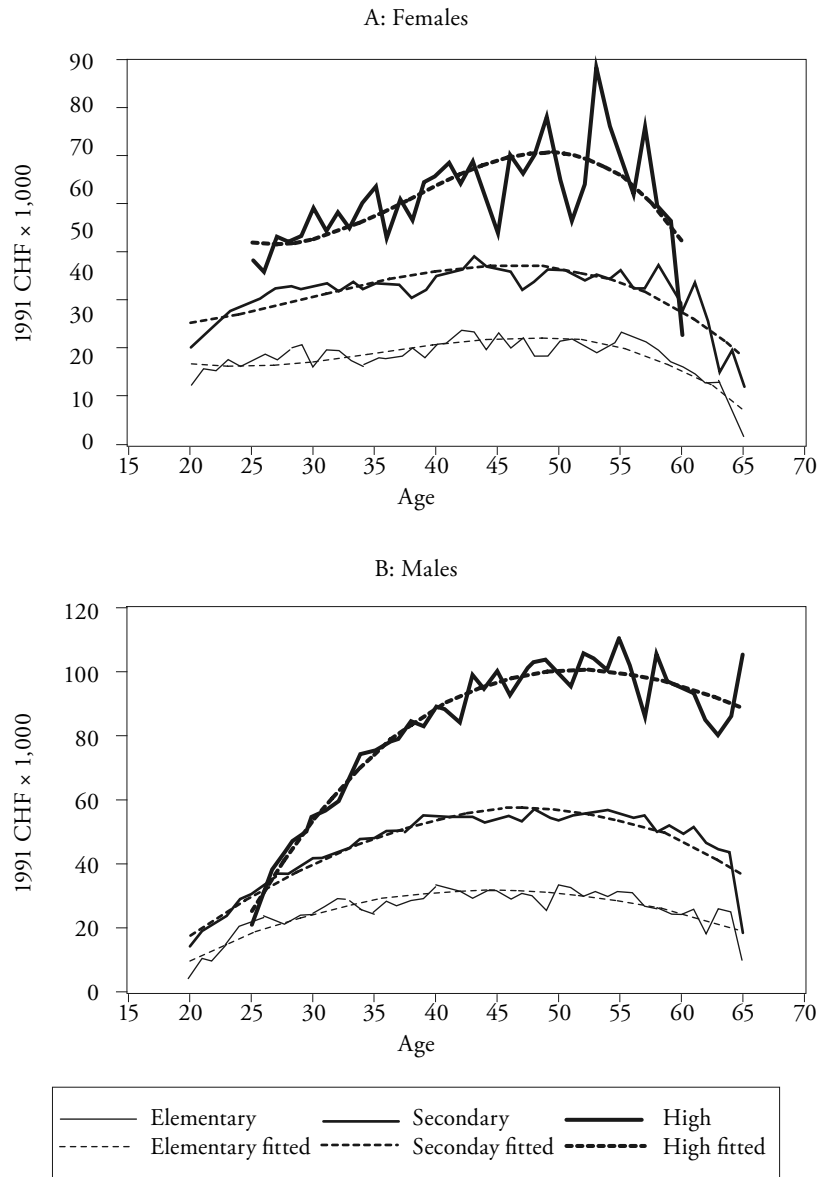 A: Females
90
80
70
60
50
40
30
20
10
0
1991 CHF × 1,000
15 20 25 30 35 40 45 50 55 60 65 70
Age
B: Males
120
100
80
60
40
20
0
1991 CHF × 1,000
15 20 25 30 35 40 45 50 55 60 65 70
Age
Elementary Secondary High
Elementary fitted Seconday fitted High fitted